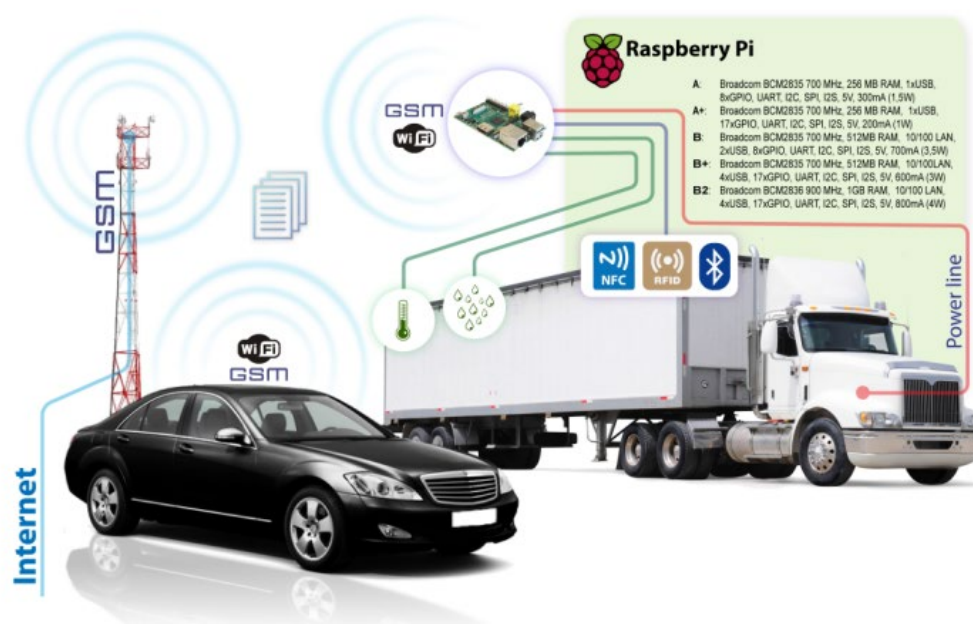 Raspberry Pi
A: Broadcom BCM2835 700 MHz, 256 MB RAM, 1xUSB,
8xGPIO, UART, I2C, SPI, I2S, 5V, 300mA (1,5W)
A+: Broadcom BCM2835 700 MHz, 256 MB RAM, 1xUSB,
17xGPIO, UART, I2C, SPI, I2S, 5V, 200mA (1W)
B: Broadcom BCM2835 700 MHz, 512MB RAM, 10/100 LAN,
2xUSB, 8xGPIO, UART, I2C, SPI, I2S, 5V, 700mA (3,5W)
B+: Broadcom BCM2835 700 MHz, 512MB RAM, 10/100LAN,
4xUSB, 17xGPIO, UART, I2C, SPI, I2S, 5V, 600mA (3W)
B2: Broadcom BCM2836 900 MHz, 1GB RAM, 10/100 LAN,
4xUSB, 17xGPIO, UART, I2C, SPI, I2S, 5V, 800mA (4W)
GSM
WiFi
GSM
NFC
RFID
Power line
WiFi
GSM
Internet